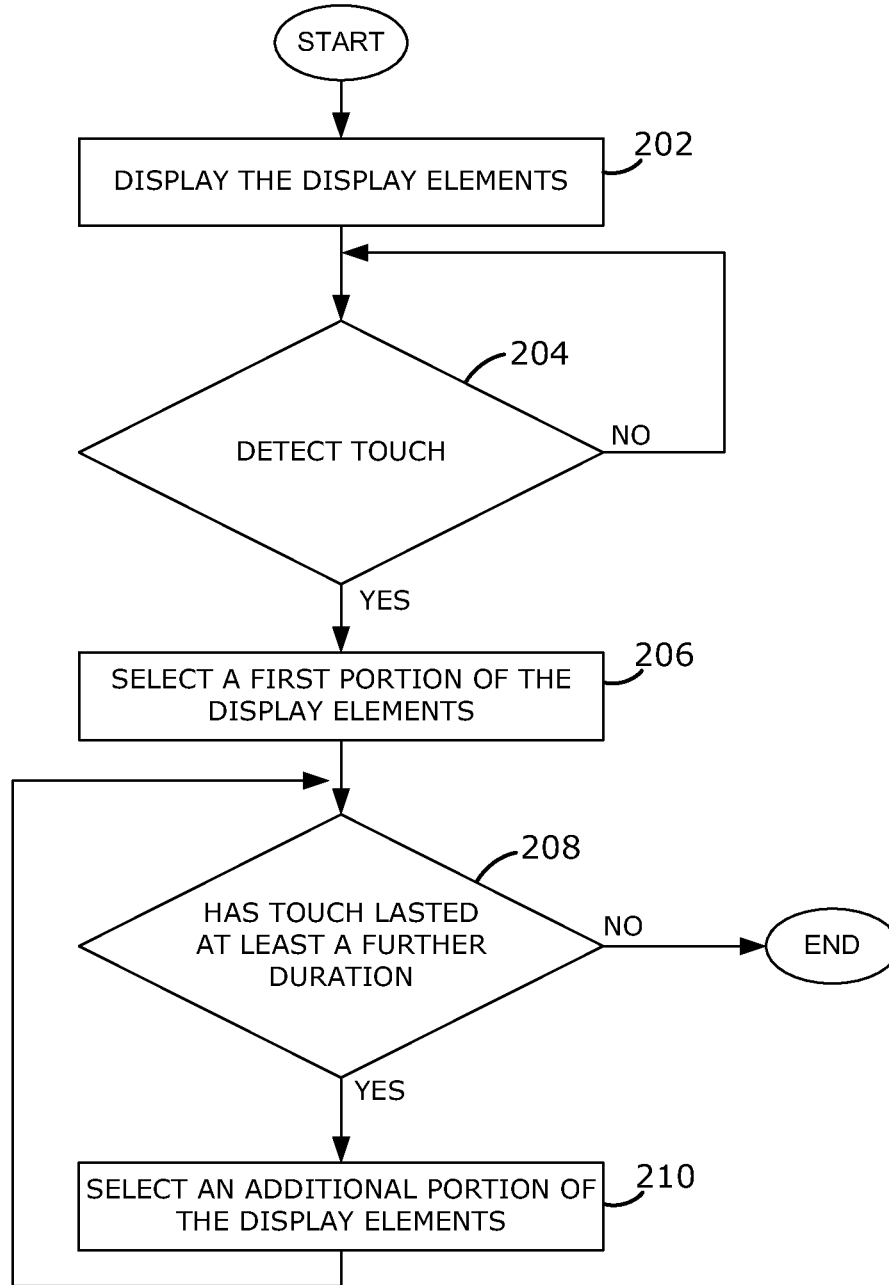 START
202
DISPLAY THE DISPLAY ELEMENTS
204
DETECT TOUCH
NO
YES
206
SELECT A FIRST PORTION OF THE
DISPLAY ELEMENTS
208
HAS TOUCH LASTED
AT LEAST A FURTHER
DURATION
NO
END
YES
210
SELECT AN ADDITIONAL PORTION OF
THE DISPLAY ELEMENTS